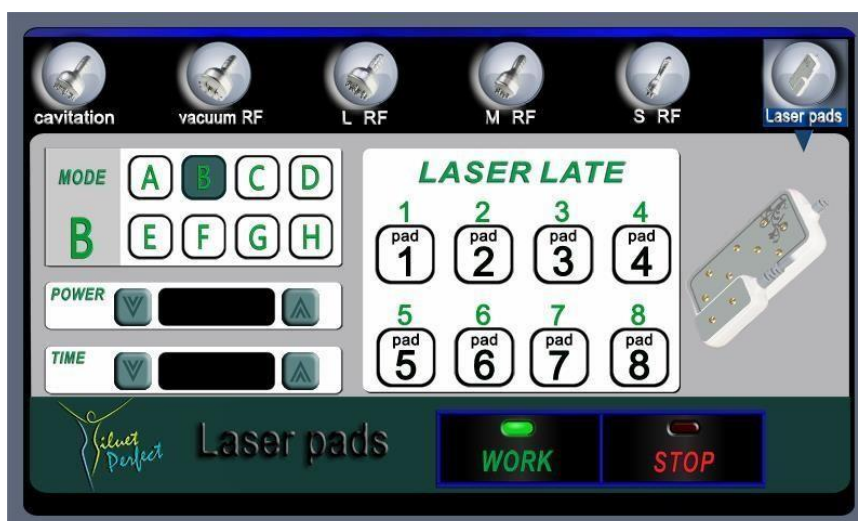 cavitation vacuum RF L RF M RF S RF Laser pads
MODE A B C D
B E F G H
POWER
TIME
LASER LATE
1 2 3 4
pad 1 pad 2 pad 3 pad 4
5 6 7 8
pad 5 pad 6 pad 7 pad 8
Siluet
Perfect
Laser pads
WORK STOP